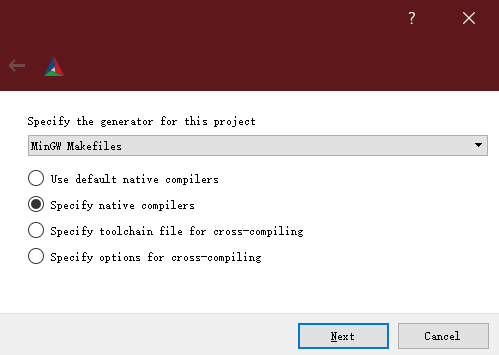 ?
Specify the generator for this project
MinGW Makefiles
Use default native compilers
Specify native compilers
Specify toolchain file for cross-compiling
Specify options for cross-compiling
Next
Cancel